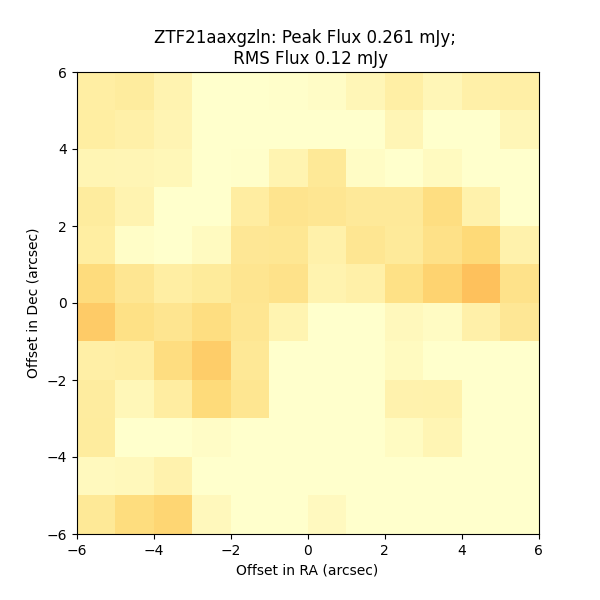 ZTF21aaxgzln: Peak Flux 0.261 mJy;
RMS Flux 0.12 mJy
6
4
2
0
−2
−4
−6
Offset in Dec (arcsec)
−6 −4 −2 0 2 4 6
Offset in RA (arcsec)